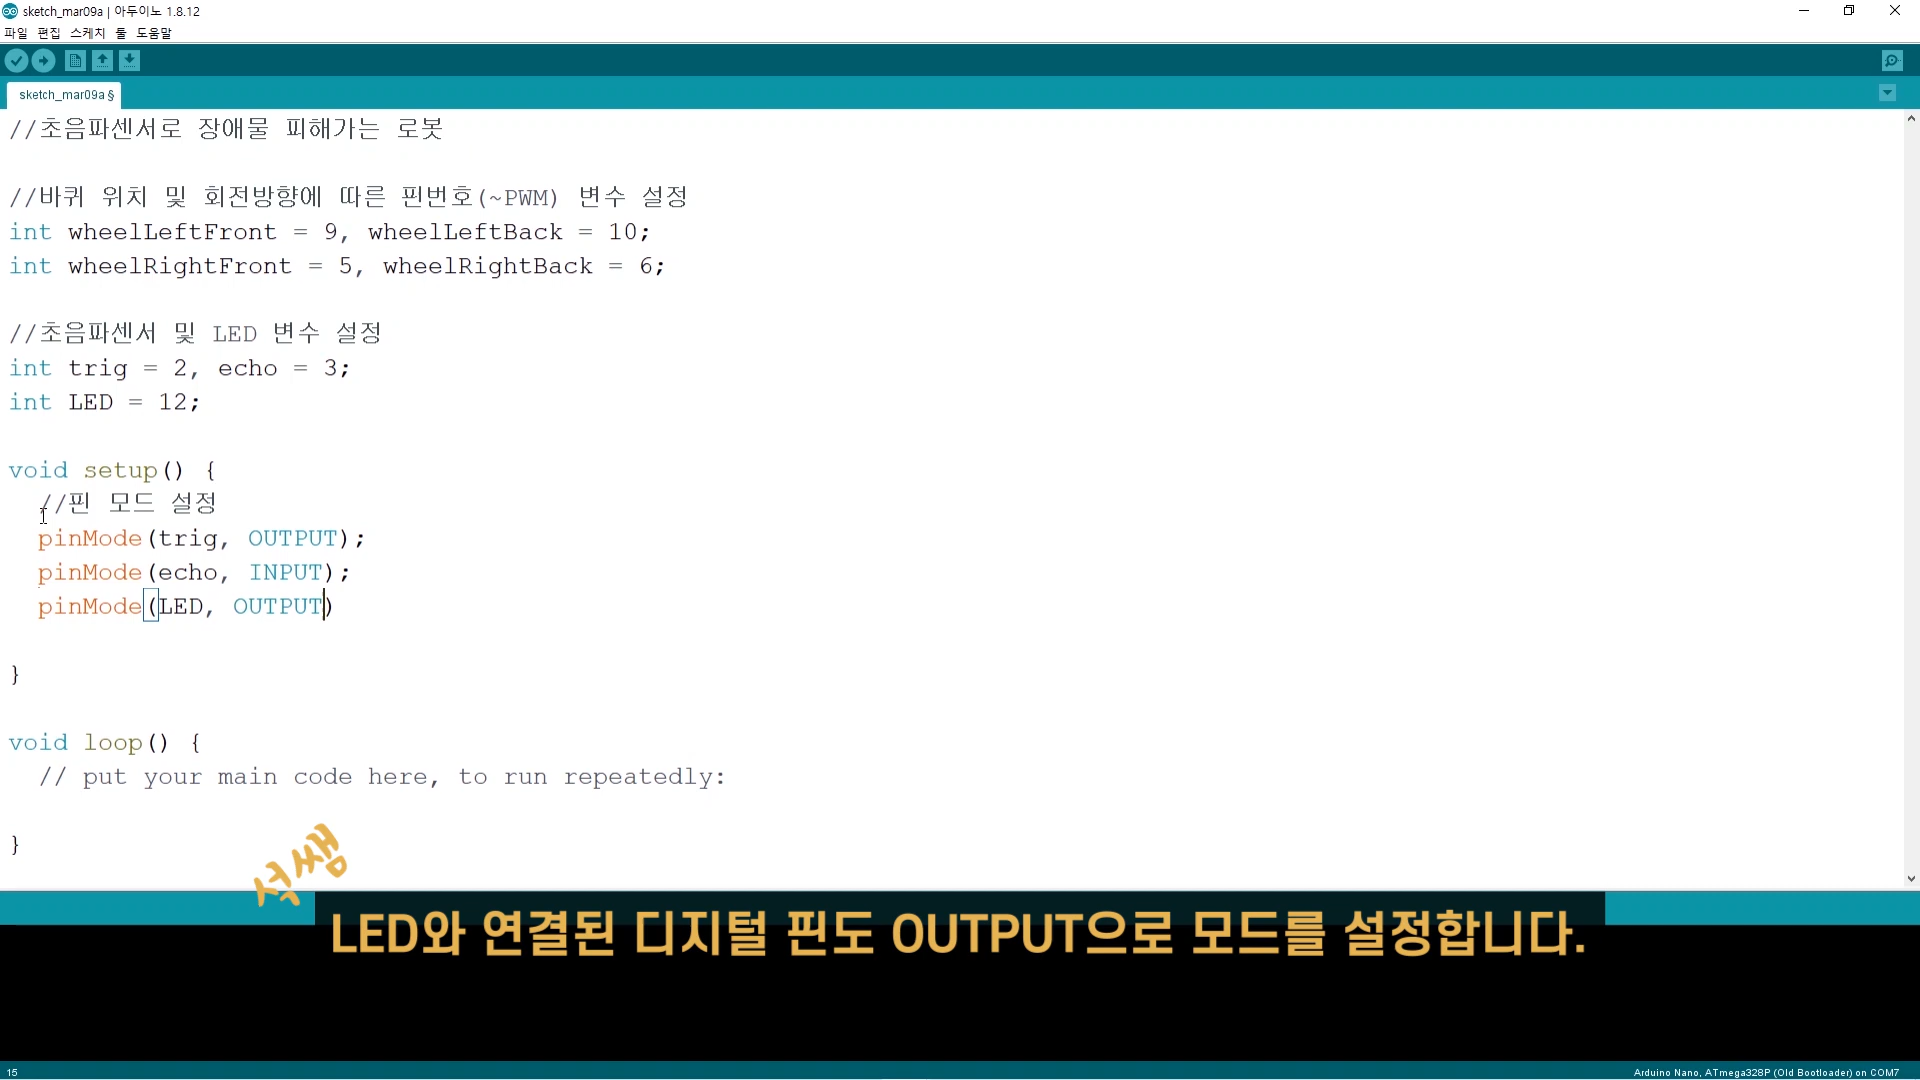 sketch_mar09a | 아두이노 1.8.12
파일 편집 스케치 툴 도움말
sketch_mar09a §
//초음파센서로 장애물 피해가는 로봇
//바퀴 위치 및 회전방향에 따른 핀번호(~PWM) 변수 설정
int wheelLeftFront = 9, wheelLeftBack = 10;
int wheelRightFront = 5, wheelRightBack = 6;
//초음파센서 및 LED 변수 설정
int trig = 2, echo = 3;
int LED = 12;
void setup() {
//핀 모드 설정
pinMode(trig, OUTPUT);
pinMode(echo, INPUT);
pinMode(LED, OUTPUT)
}
void loop() {
// put your main code here, to run repeatedly:
}
석쌤
LED와 연결된 디지털 핀도 OUTPUT으로 모드를 설정합니다.
15
Arduino Nano, ATmega328P (Old Bootloader) on COM7